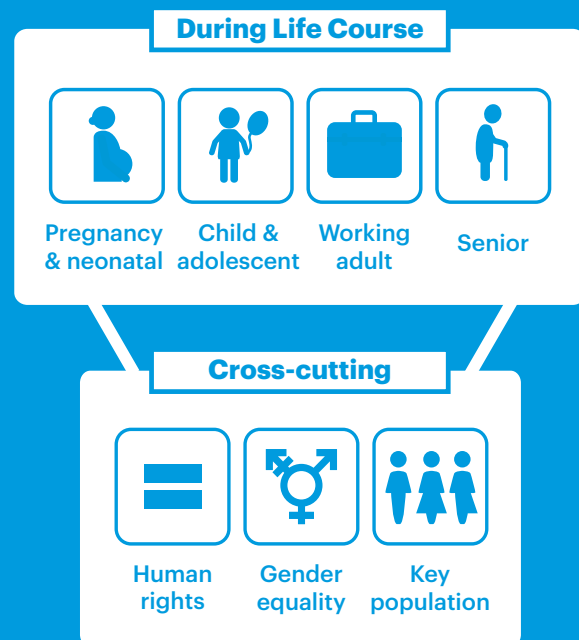 During Life Course
Pregnancy
& neonatal
Child &
adolescent
Working
adult
Senior
Cross-cutting
Human
rights
Gender
equality
Key
population